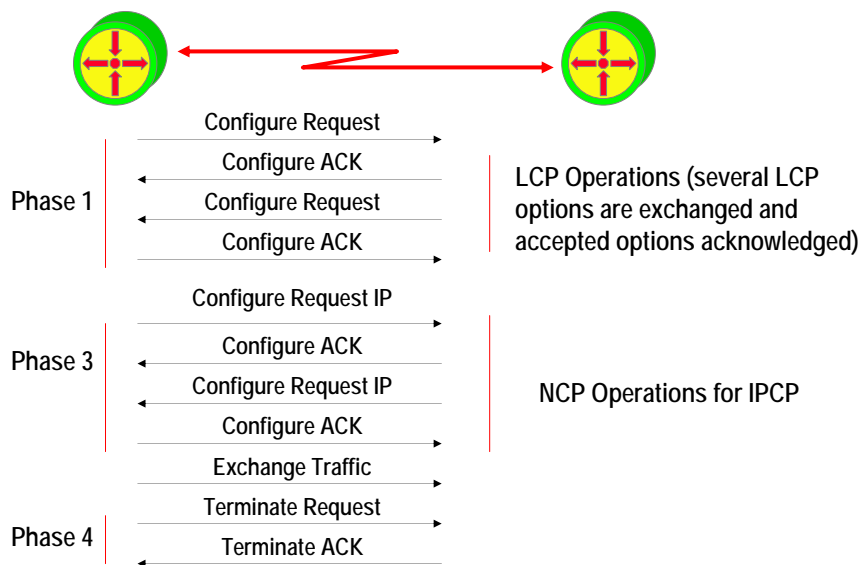 Configure Request
Configure ACK
Phase 1
Configure Request
Configure ACK
LCP Operations (several LCP
options are exchanged and
accepted options acknowledged)
Configure Request IP
Configure ACK
Phase 3
Configure Request IP
Configure ACK
NCP Operations for IPCP
Exchange Traffic
Terminate Request
Phase 4
Terminate ACK